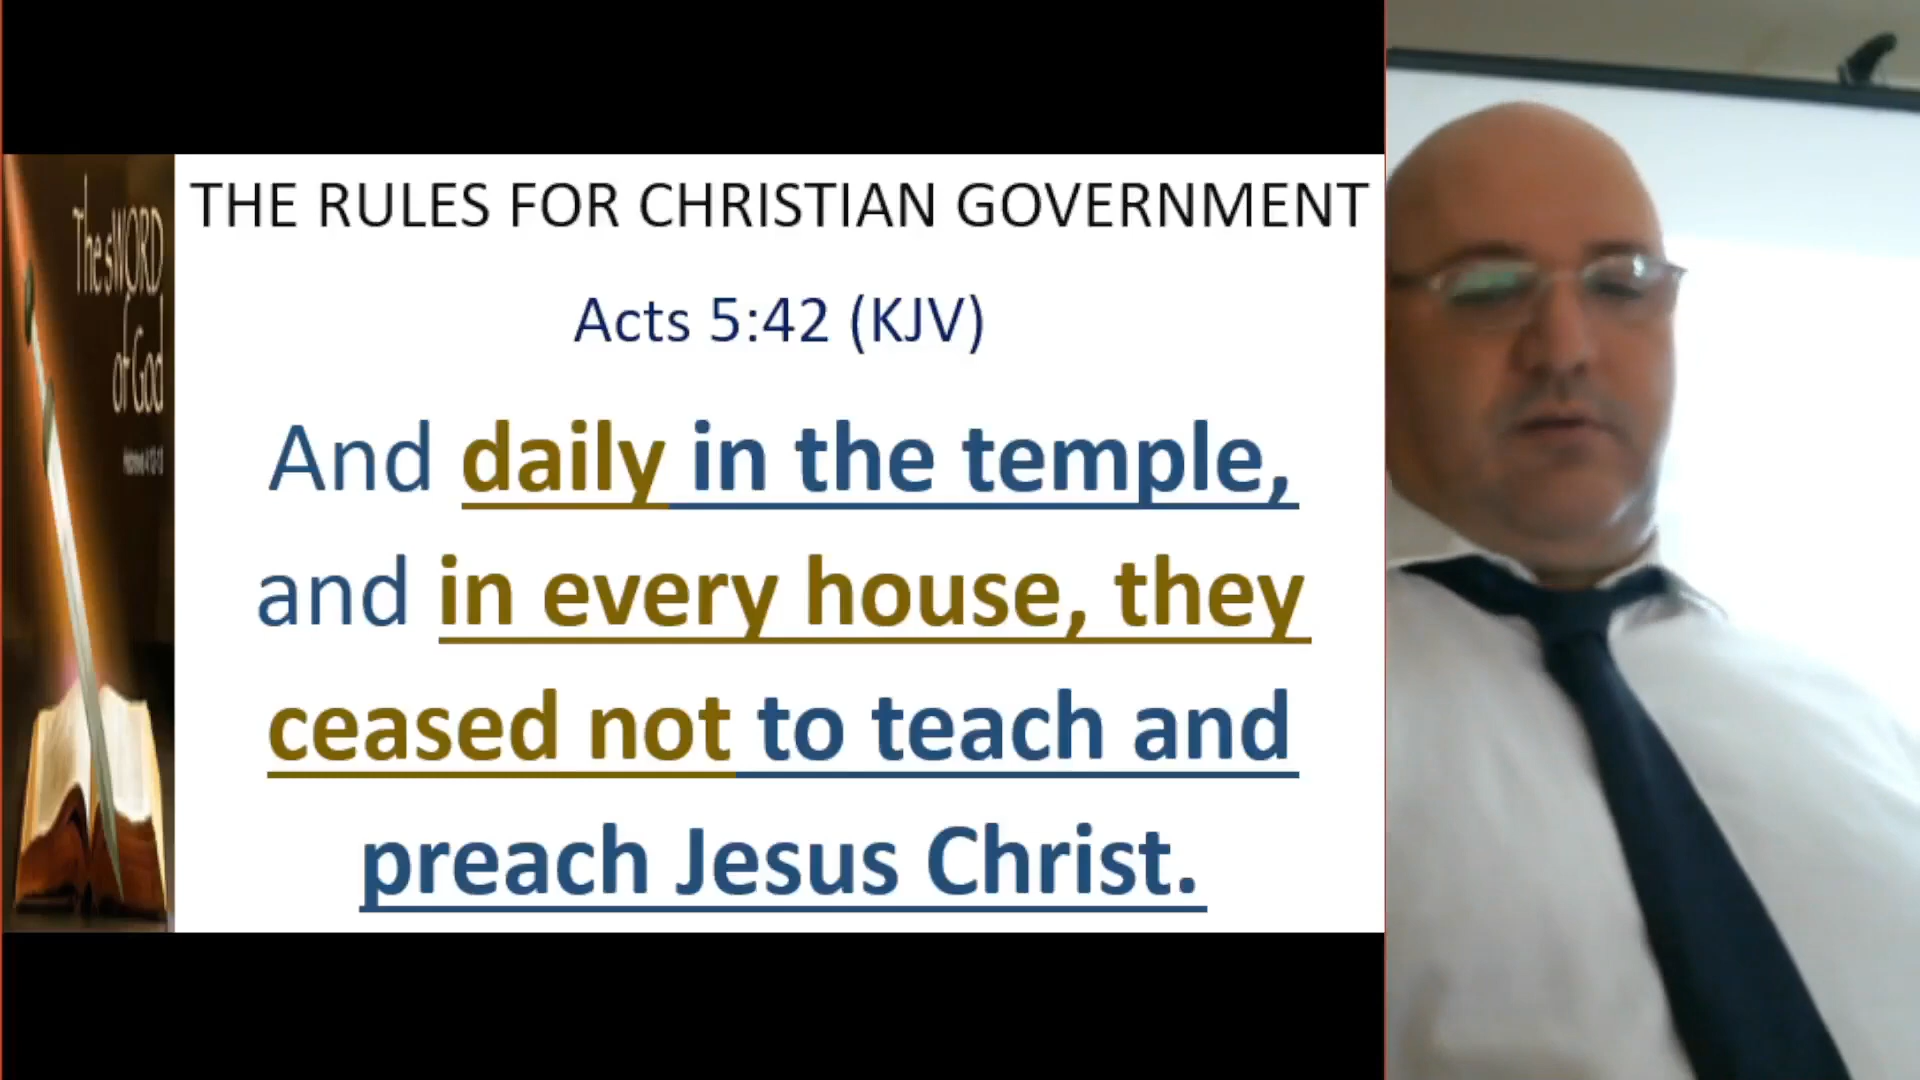 The sWORD
of God
THE RULES FOR CHRISTIAN GOVERNMENT
Acts 5:42 (KJV)
And daily in the temple,
and in every house, they
ceased not to teach and
preach Jesus Christ.